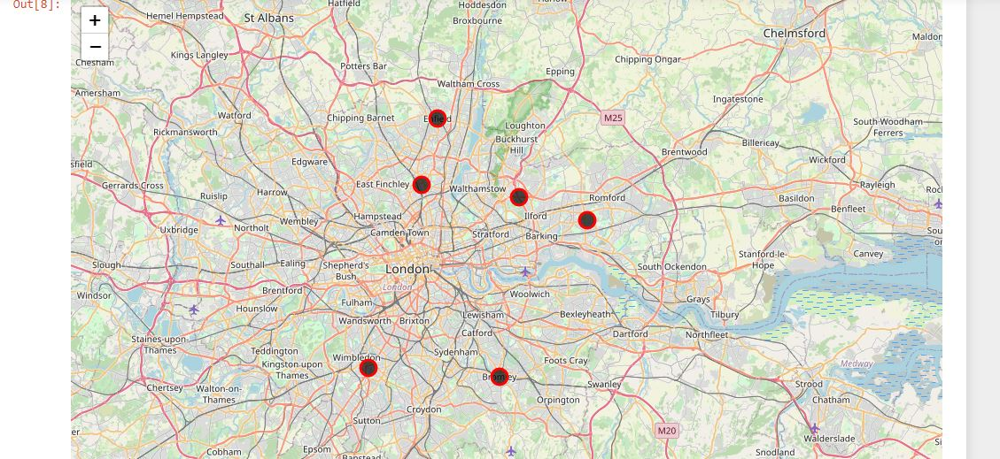 Out[8]:
+
−
Hemel Hempstead
St Albans
Hatfield
Hoddesdon
Broxbourne
Harlow
Chelmsford
Maldon
Kings Langley
Chesham
Potters Bar
Epping
Chipping Ongar
Waltham Cross
Amersham
Ingatestone
Watford
Chipping Barnet
Enfield
M25
Loughton
South-Woodham
Ferrers
Rickmansworth
Buckhurst
Hill
Billericay
Brentwood
Wickford
Edgware
sfield
Gerrards Cross
East Finchley
Walthamstow
Rayleigh
Ruislip
Harrow
Romford
Basildon
Benfleet
Hampstead
Ilford
Wembley
Northolt
Uxbridge
Camden Town
Stratford
Barking
Canvey
Stanford-le-
Hope
Slough
Southall
Ealing
Shepherd's
Bush
London
South Ockendon
London
Brentford
Windsor
Woolwich
Grays
Fulham
Hounslow
Lewisham
Bexleyheath
Tilbury
Wandsworth
Brixton
Staines-upon-
Thames
Catford
Dartford
Northfleet
Teddington
Sydenham
Wimbledon
Kingston-upon
Thames
Foots Cray
Medway
Bromley
Chertsey
Walton-on-
Thames
Swanley
Strood
Chatham
Orpington
Croydon
Sutton
M20
Walderslade
Epsom
Cobham
Banstead
Snodland